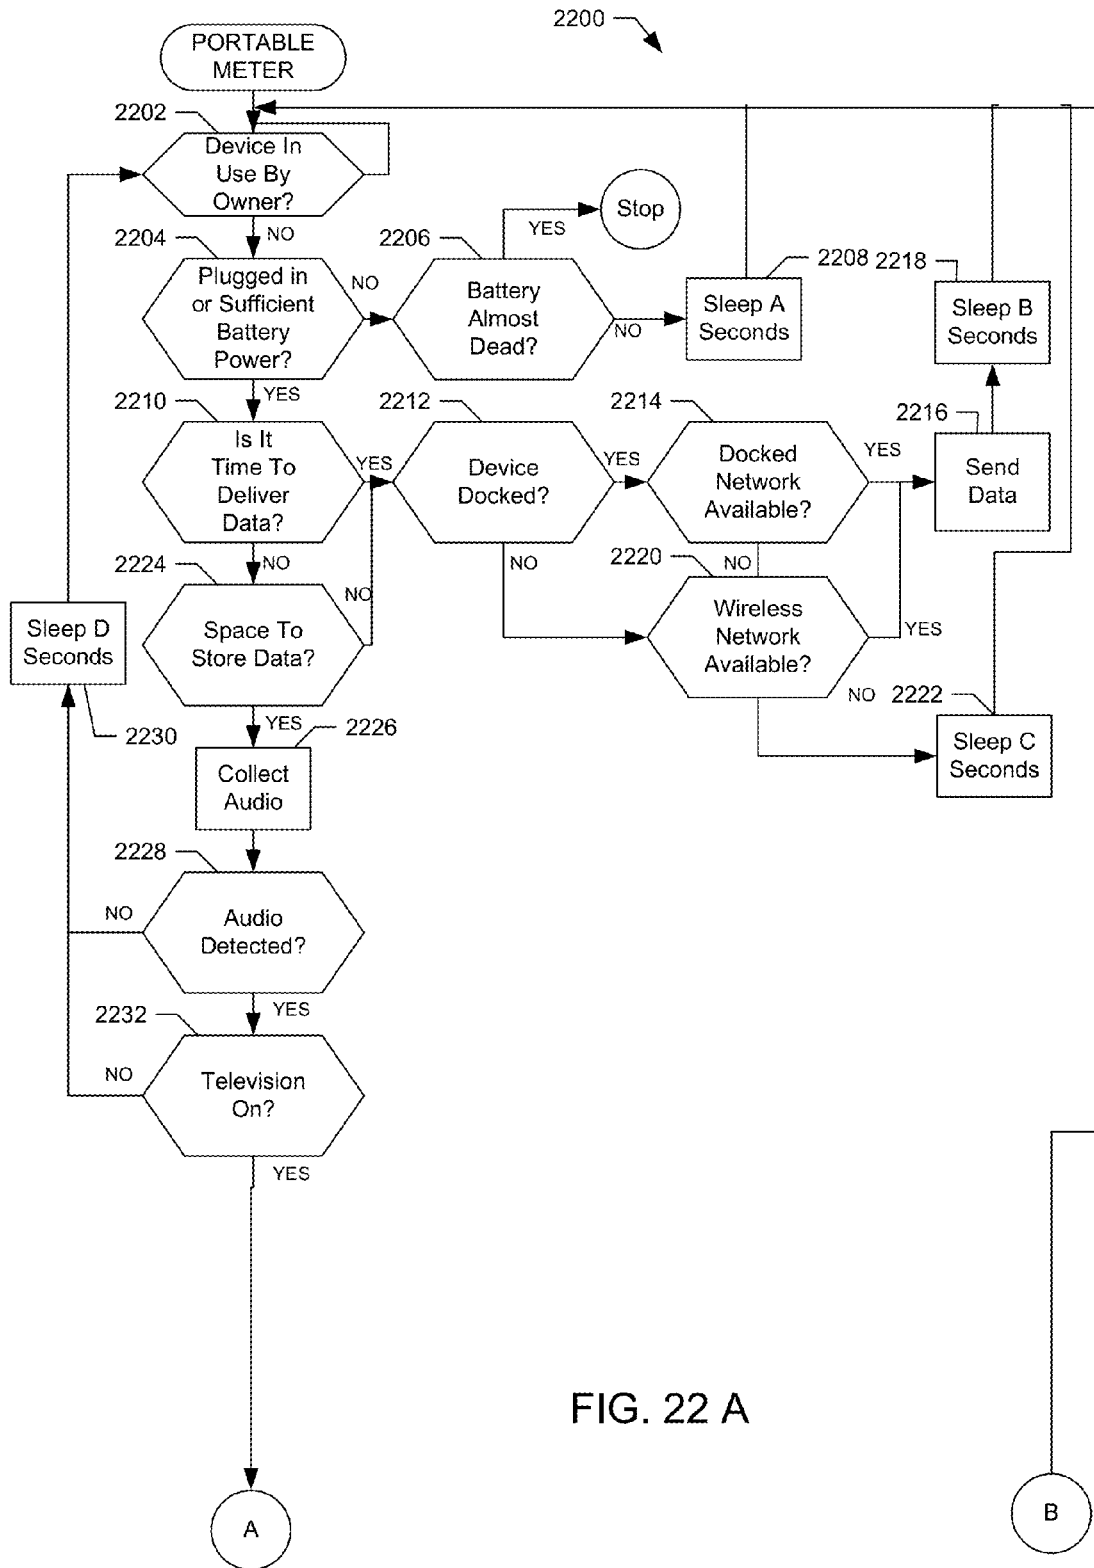 2200
PORTABLE
METER
2202
Device In
Use By
Owner?
NO
Stop
YES
2204
Plugged in
or Sufficient
Battery
Power?
NO
YES
2206
Battery
Almost
Dead?
NO
2208
Sleep A
Seconds
2218
Sleep B
Seconds
2210
Is It
Time To
Deliver
Data?
YES
NO
2212
Device
Docked?
YES
NO
2214
Docked
Network
Available?
YES
NO
2216
Send
Data
2220
Wireless
Network
Available?
YES
NO
2222
Sleep C
Seconds
2224
Space To
Store Data?
NO
YES
Sleep D
Seconds
2230
2226
Collect
Audio
2228
Audio
Detected?
NO
YES
2232
Television
On?
NO
YES
FIG. 22 A
A
B